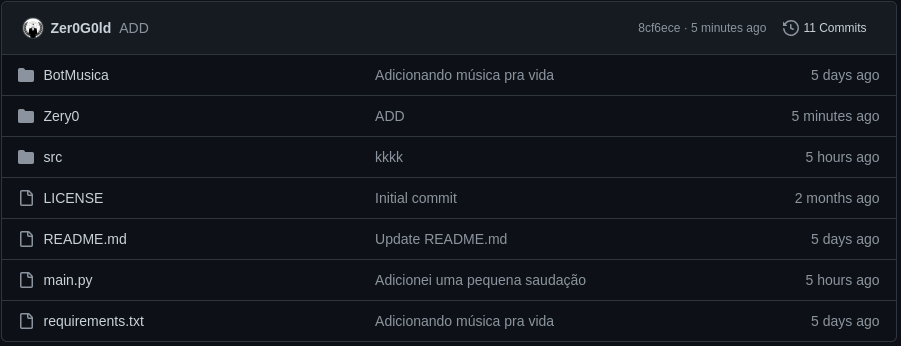 Zer0G0ld ADD 8cf6ece · 5 minutes ago 11 Commits
BotMusica Adicionando música pra vida 5 days ago
Zery0 ADD 5 minutes ago
src kkkk 5 hours ago
LICENSE Initial commit 2 months ago
README.md Update README.md 5 days ago
main.py Adicionei uma pequena saudação 5 hours ago
requirements.txt Adicionando música pra vida 5 days ago